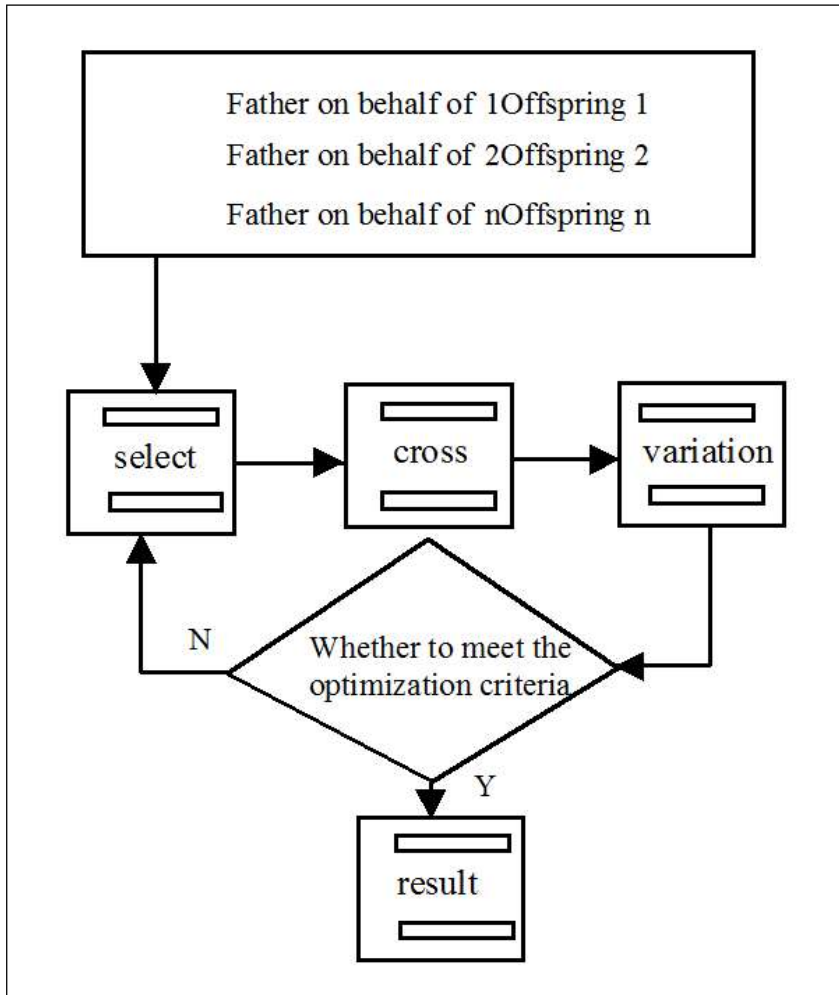 Father on behalf of 1Offspring 1
Father on behalf of 2Offspring 2
Father on behalf of nOffspring n
select
cross
variation
N
Whether to meet the
optimization criteria
Y
result